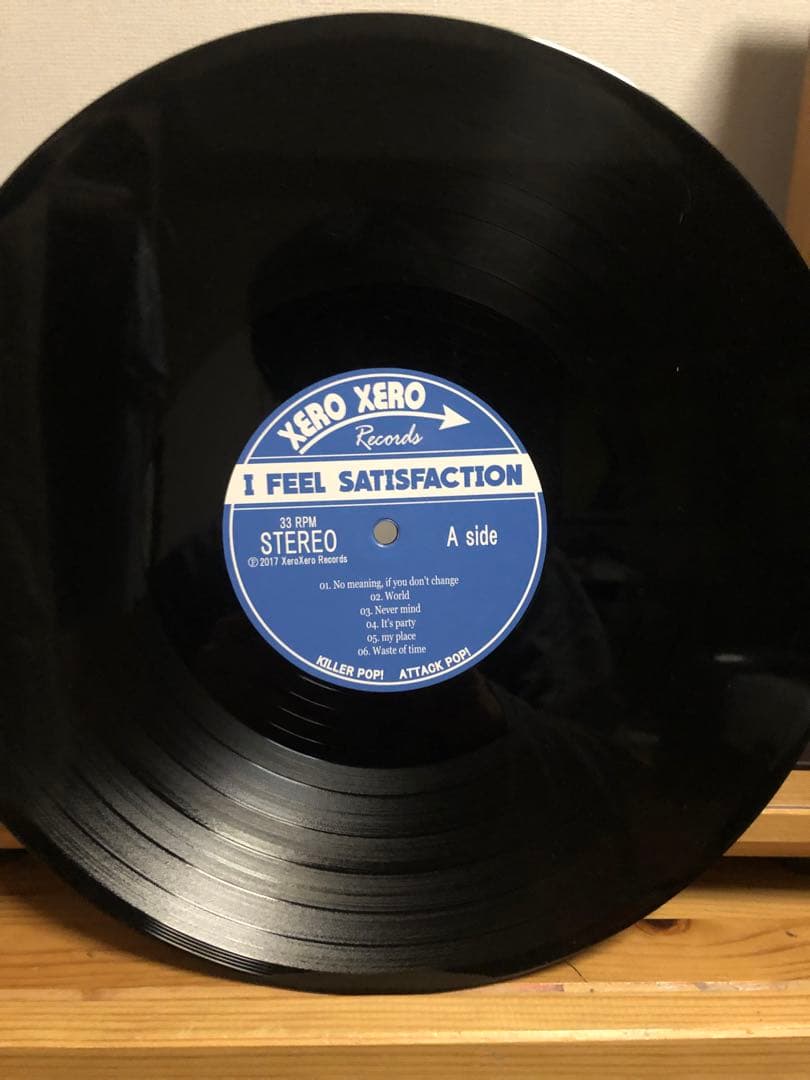 XERO XERO
Records
I FEEL SATISFACTION
33 RPM
STEREO
Ⓟ 2017 XeroXero Records
A side
01. No meaning, if you don't change
02. World
03. Never mind
04. It's party
05. my place
06. Waste of time
KILLER POP! ATTACK POP!